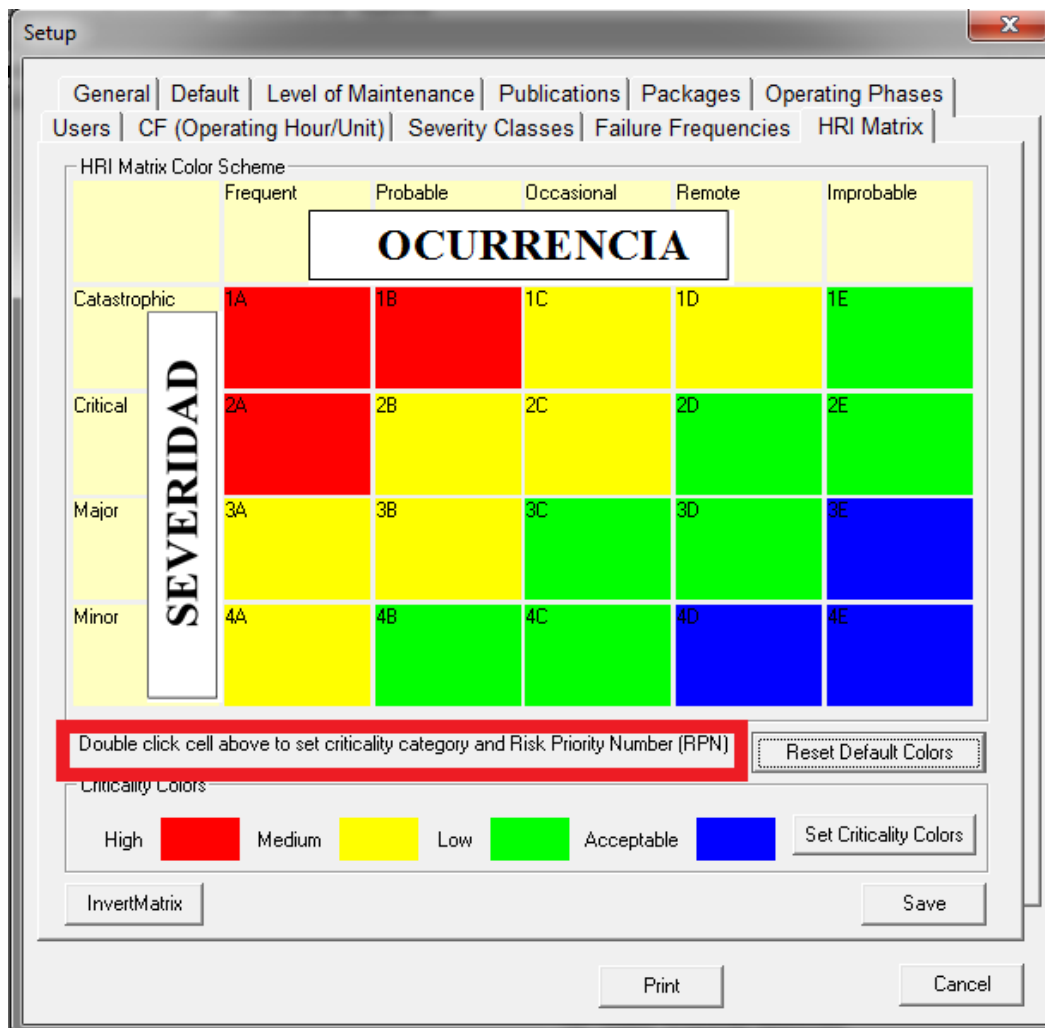 Setup
X
General Default Level of Maintenance Publications Packages Operating Phases
Users CF (Operating Hour/Unit) Severity Classes Failure Frequencies HRI Matrix
HRI Matrix Color Scheme
Frequent Probable Occasional Remote Improbable
OCURRENCIA
Catastrophic 1A 1B 1C 1D 1E
SEVERIDAD
Critical 2A 2B 2C 2D 2E
Major 3A 3B 3C 3D 3E
Minor 4A 4B 4C 4D 4E
Double click cell above to set criticality category and Risk Priority Number (RPN)
Reset Default Colors
Criticality Colors
High Medium Low Acceptable Set Criticality Colors
InvertMatrix Save
Print Cancel